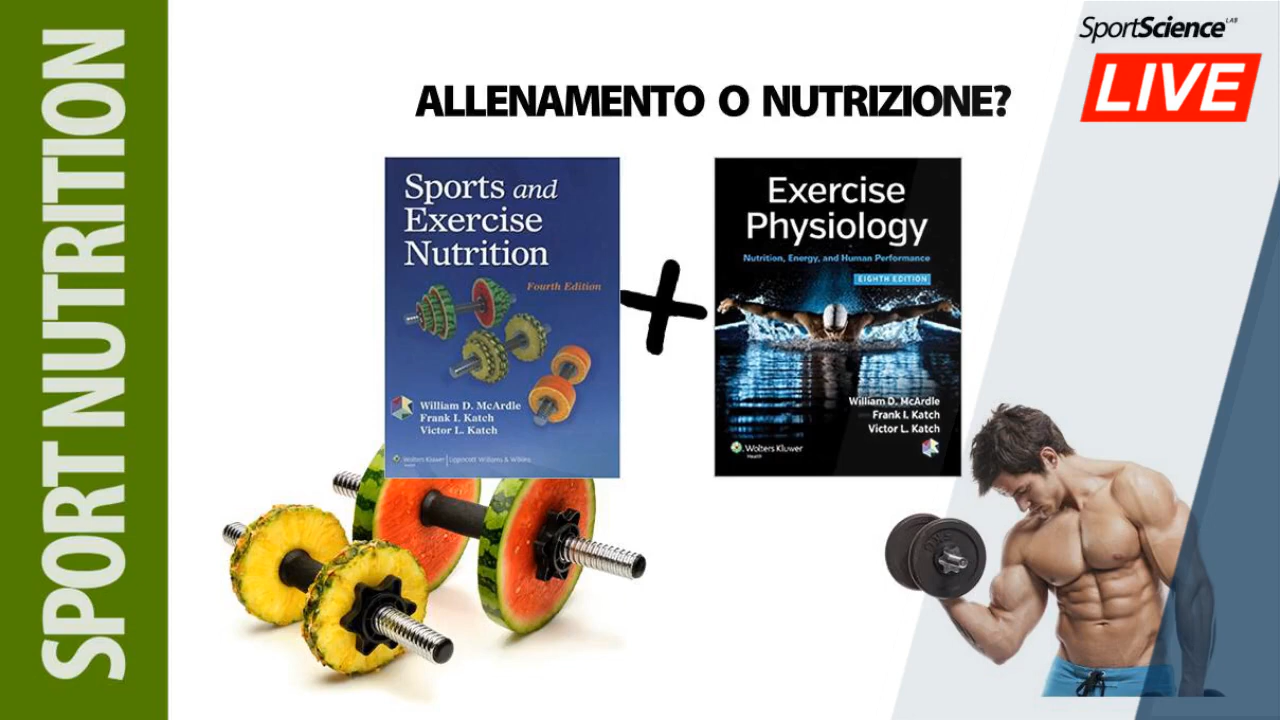 SPORT NUTRITION
SportScience LAB
LIVE
ALLENAMENTO O NUTRIZIONE?
Sports and
Exercise
Nutrition
Fourth Edition
William D. McArdle
Frank I. Katch
Victor L. Katch
Wolters Kluwer | Lippincott Williams & Wilkins
Health
Exercise
Physiology
Nutrition, Energy, and Human Performance
EIGHTH EDITION
William D. McArdle
Frank I. Katch
Victor L. Katch
Wolters Kluwer
Health